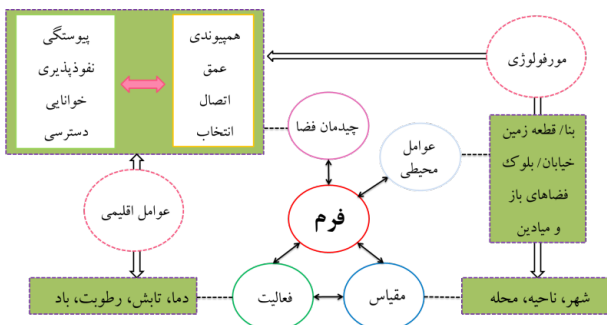 پیوستگی
نفوذپذیری
خوانایی
دسترسی
همپیوندی
عمق
اتصال
انتخاب
مورفولوژی
چیدمان فضا
عوامل
محیطی
بنا/ قطعه زمین
خیابان/ بلوک
فضاهای باز
و میادین
عوامل اقلیمی
فرم
دما، تابش، رطوبت، باد
فعالیت
مقیاس
شهر، ناحیه، محله